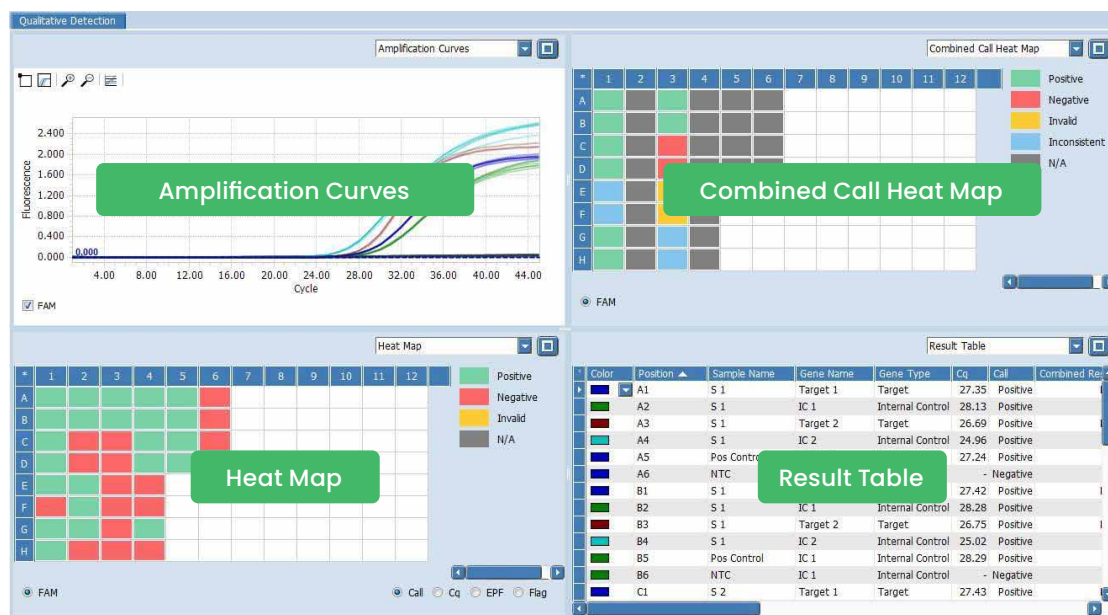 Qualitative Detection
Amplification Curves
2.400
2.000
1.600
1.200
0.800
0.400
0.000
Fluorescence
0.000
4.00 8.00 12.00 16.00 20.00 24.00 28.00 32.00 36.00 40.00 44.00
Cycle
FAM
Amplification Curves
Combined Call Heat Map
* 1 2 3 4 5 6 7 8 9 10 11 12
A
B
C
D
E
F
G
H
Positive
Negative
Invalid
Inconsistent
N/A
FAM
Combined Call Heat Map
Heat Map
* 1 2 3 4 5 6 7 8 9 10 11 12
A
B
C
D
E
F
G
H
Positive
Negative
Invalid
N/A
FAM
Call Cq EPF Flag
Heat Map
Result Table
* Color Position Sample Name Gene Name Gene Type Cq Call Combined
A1 S 1 Target 1 Target 27.35 Positive
A2 S 1 IC 1 Internal Control 28.13 Positive
A3 S 1 Target 2 Target 26.69 Positive
A4 S 1 IC 2 Internal Control 24.96 Positive
A5 Pos 27.24 Positive
A6 NTC - Negative
B1 S 1 27.42 Positive
B2 S 1 IC 1 Internal Control 28.28 Positive
B3 S 1 Target 2 Target 26.75 Positive
B4 S 1 IC 2 Internal Control 25.02 Positive
B5 Pos Control IC 1 Internal Control 28.29 Positive
B6 NTC IC 1 Internal Control - Negative
C1 S 2 Target 1 Target 27.43 Positive
Result Table